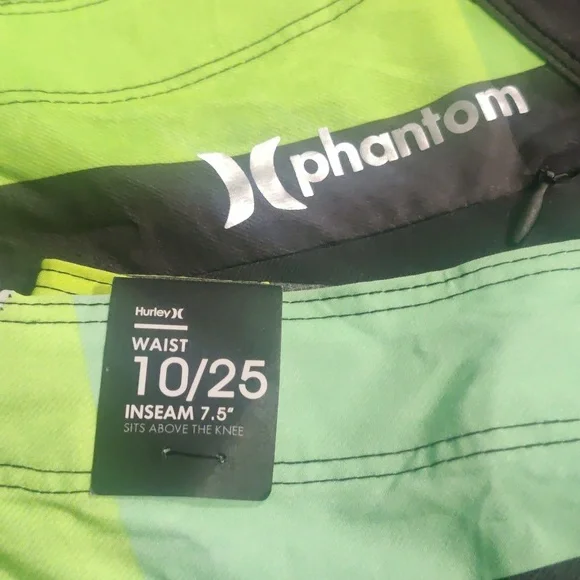 phantom
Hurley
WAIST
10/25
INSEAM 7.5"
SITS ABOVE THE KNEE